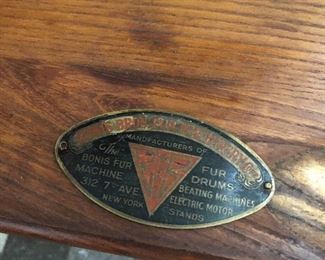 MANUFACTURERS OF
The
BONIS FUR
MACHINE
312 7TH AVE
NEW YORK
FUR
DRUMS
BEATING MACHINES
ELECTRIC MOTOR
STANDS